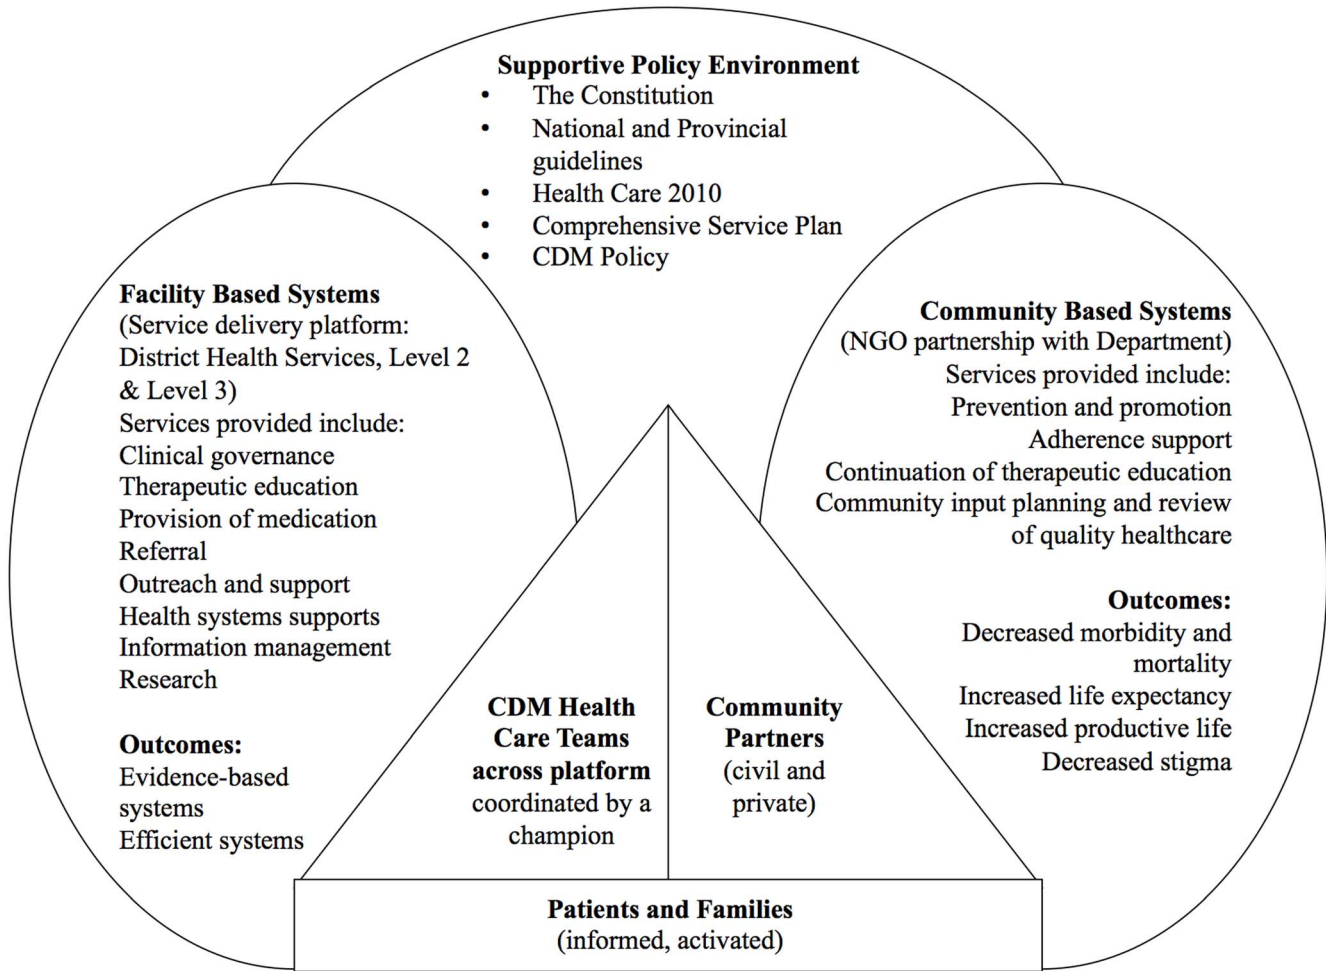 Supportive Policy Environment
• The Constitution
• National and Provincial
guidelines
• Health Care 2010
• Comprehensive Service Plan
• CDM Policy
Facility Based Systems
(Service delivery platform:
District Health Services, Level 2
& Level 3)
Services provided include:
Clinical governance
Therapeutic education
Provision of medication
Referral
Outreach and support
Health systems supports
Information management
Research
Outcomes:
Evidence-based
systems
Efficient systems
CDM Health
Care Teams
across platform
coordinated by a
champion
Community
Partners
(civil and
private)
Community Based Systems
(NGO partnership with Department)
Services provided include:
Prevention and promotion
Adherence support
Continuation of therapeutic education
Community input planning and review
of quality healthcare
Outcomes:
Decreased morbidity and
mortality
Increased life expectancy
Increased productive life
Decreased stigma
Patients and Families
(informed, activated)